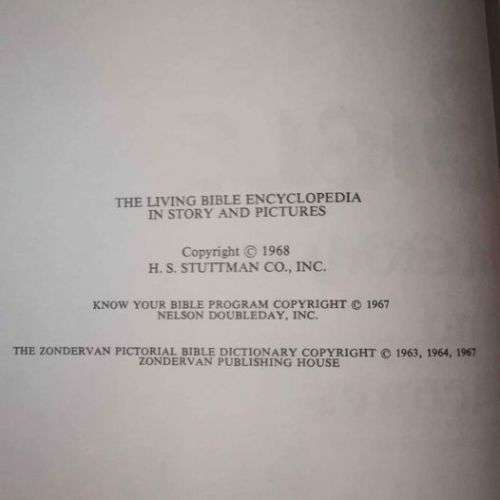 THE LIVING BIBLE ENCYCLOPEDIA
IN STORY AND PICTURES
Copyright © 1968
H. S. STUTTMAN CO., INC.
KNOW YOUR BIBLE PROGRAM COPYRIGHT © 1967
NELSON DOUBLEDAY, INC.
THE ZONDERVAN PICTORIAL BIBLE DICTIONARY COPYRIGHT © 1963, 1964, 1967
ZONDERVAN PUBLISHING HOUSE